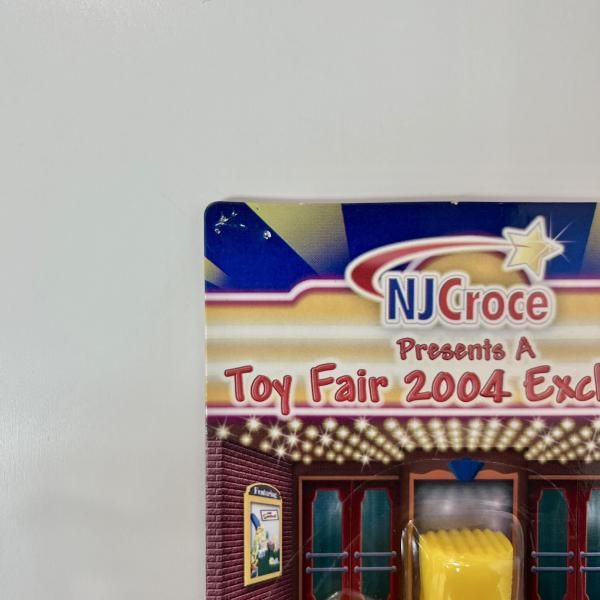 NJCroce
Presents A
Toy Fair 2004 Excl
Featuring